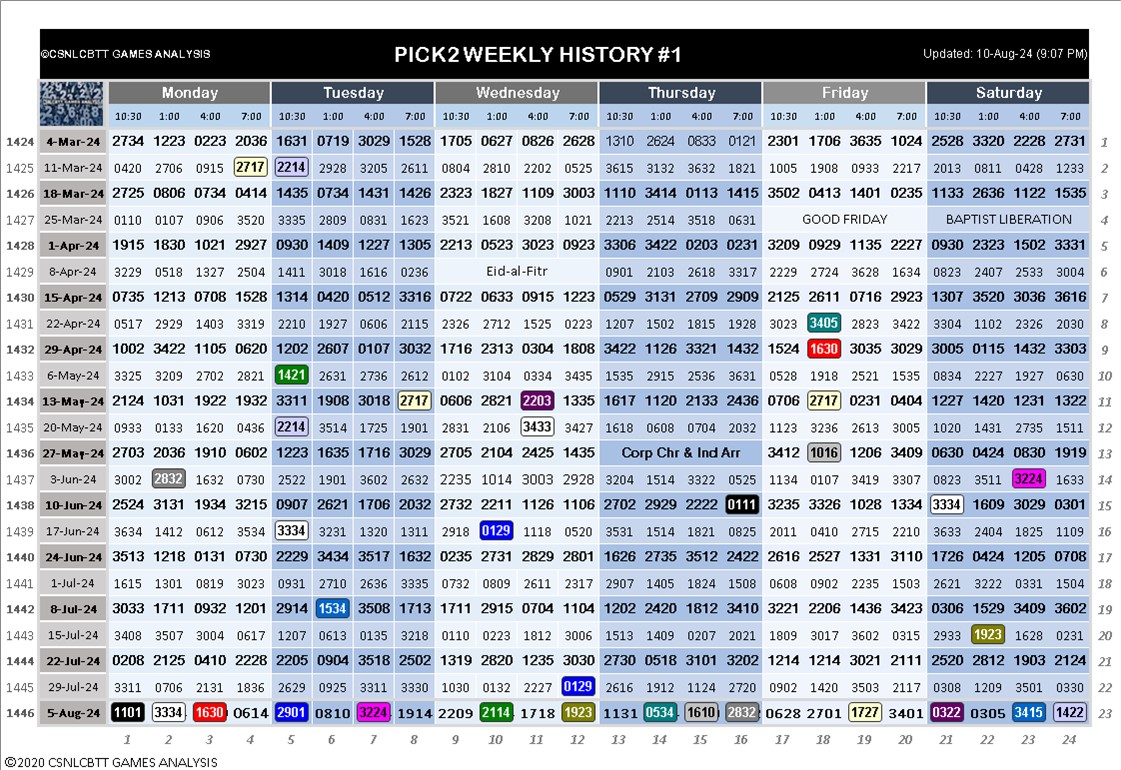 ©CSNLCBTT GAMES ANALYSIS PICK2 WEEKLY HISTORY #1 Updated: 10-Aug-24 (9:07 PM)
Monday Tuesday Wednesday Thursday Friday Saturday
10:30 1:00 4:00 7:00 10:30 1:00 4:00 7:00 10:30 1:00 4:00 7:00 10:30 1:00 4:00 7:00 10:30 1:00 4:00 7:00 10:30 1:00 4:00 7:00
1424 4-Mar-24 2734 1223 0223 2036 1631 0719 3029 1528 1705 0627 0826 2628 1310 2624 0833 0121 2301 1706 3635 1024 2528 3320 2228 2731 1
1425 11-Mar-24 0420 2706 0915 2717 2214 2928 3205 2611 0804 2810 2202 0525 3615 3132 3632 1821 1005 1908 0933 2217 2013 0811 0428 1233 2
1426 18-Mar-24 2725 0806 0734 0414 1435 0734 1431 1426 2323 1827 1109 3003 1110 3414 0113 1415 3502 0413 1401 0235 1133 2636 1122 1535 3
1427 25-Mar-24 0110 0107 0906 3520 3335 2809 0831 1623 3521 1608 3208 1021 2213 2514 3518 0631 GOOD FRIDAY BAPTIST LIBERATION 4
1428 1-Apr-24 1915 1830 1021 2927 0930 1409 1227 1305 2213 0523 3023 0923 3306 3422 0203 0231 3209 0929 1135 2227 0930 2323 1502 3331 5
1429 8-Apr-24 3229 0518 1327 2504 1411 3018 1616 0236 Eid-al-Fitr 0901 2103 2618 3317 2229 2724 3628 1634 0823 2407 2533 3004 6
1430 15-Apr-24 0735 1213 0708 1528 1314 0420 0512 3316 0722 0633 0915 1223 0529 3131 2709 2909 2125 2611 0716 2923 1307 3520 3036 3616 7
1431 22-Apr-24 0517 2929 1403 3319 2210 1927 0606 2115 2326 2712 1525 0223 1207 1502 1815 1928 3023 3405 2823 3422 3304 1102 2326 2030 8
1432 29-Apr-24 1002 3422 1105 0620 1202 2607 0107 3032 1716 2313 0304 1808 3422 1126 3321 1432 1524 1630 3035 3029 3005 0115 1432 3303 9
1433 6-May-24 3325 3209 2702 2821 1421 2631 2736 2612 0102 3104 0334 3435 1535 2915 2536 3631 0528 1918 2521 1535 0834 2227 1927 0630 10
1434 13-May-24 2124 1031 1922 1932 3311 1908 3018 2717 0606 2821 2203 1335 1617 1120 2133 2436 0706 2717 0231 0404 1227 1420 1231 1322 11
1435 20-May-24 0933 0133 1620 0436 2214 3514 1725 1901 2831 2106 3433 3427 1618 0608 0704 2032 1123 3236 2613 3005 1020 1431 2735 1511 12
1436 27-May-24 2703 2036 1910 0602 1223 1635 1716 3029 2705 2104 2425 1435 Corp Chr & Ind Arr 3412 1016 1206 3409 0630 0424 0830 1919 13
1437 3-Jun-24 3002 2832 1632 0730 2522 1901 3602 2632 2235 1014 3003 2928 3204 1514 3322 0525 1134 0107 3419 3307 0823 3511 3224 1633 14
1438 10-Jun-24 2524 3131 1934 3215 0907 2621 1706 2032 2732 2211 1126 1106 2702 2929 2222 0111 3235 3326 1028 1334 3334 1609 3029 0301 15
1439 17-Jun-24 3634 1412 0612 3534 3334 3231 1320 1311 2918 0129 1118 0520 3531 1514 1821 0825 2011 0410 2715 2210 3633 2404 1825 1109 16
1440 24-Jun-24 3513 1218 0131 0730 2229 3434 3517 1632 0235 2731 2829 2801 1626 2735 3512 2422 2616 2527 1331 3110 1726 0424 1205 0708 17
1441 1-Jul-24 1615 1301 0819 3023 0931 2710 2636 3335 0732 0809 2611 2317 2907 1405 1824 1508 0608 0902 2235 1503 2621 3222 0331 1504 18
1442 8-Jul-24 3033 1711 0932 1201 2914 1534 3508 1713 1711 2915 0704 1104 1202 2420 1812 3410 3221 2206 1436 3423 0306 1529 3409 3602 19
1443 15-Jul-24 3408 3507 3004 0617 1207 0613 0135 3218 0110 0223 1812 3006 1513 1409 0207 2021 1809 3017 3602 0315 2933 1923 1628 0231 20
1444 22-Jul-24 0208 2125 0410 2228 2205 0904 3518 2502 1319 2820 1235 3030 2730 0518 3101 3202 1214 1214 3021 2111 2520 2812 1903 2124 21
1445 29-Jul-24 3311 0706 2131 1836 2629 0925 3311 3330 1030 0132 2227 0129 2616 1912 1124 2720 0902 1420 3503 2117 0308 1209 3501 0330 22
1446 5-Aug-24 1101 3334 1630 0614 2901 0810 3224 1914 2209 2114 1718 1923 1131 0534 1610 2832 0628 2701 1727 3401 0322 0305 3415 1422 23
1 2 3 4 5 6 7 8 9 10 11 12 13 14 15 16 17 18 19 20 21 22 23 24
©2020 CSNLCBTT GAMES ANALYSIS